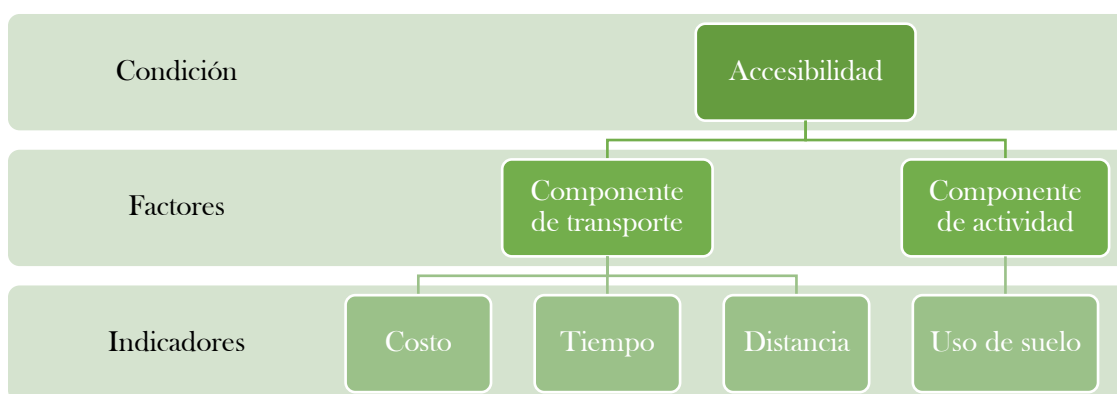 Condición
Accesibilidad
Factores
Componente
de transporte
Componente
de actividad
Indicadores
Costo
Tiempo
Distancia
Uso de suelo